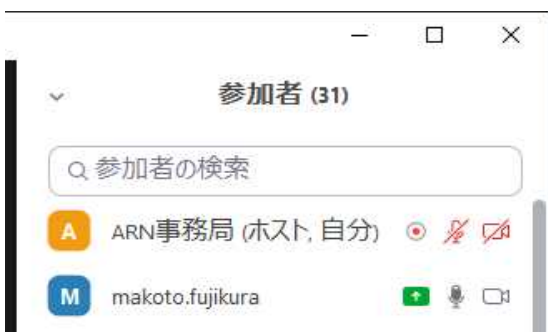 参加者 (31)
参加者の検索
A ARN事務局 (ホスト, 自分)
M makoto.fujikura